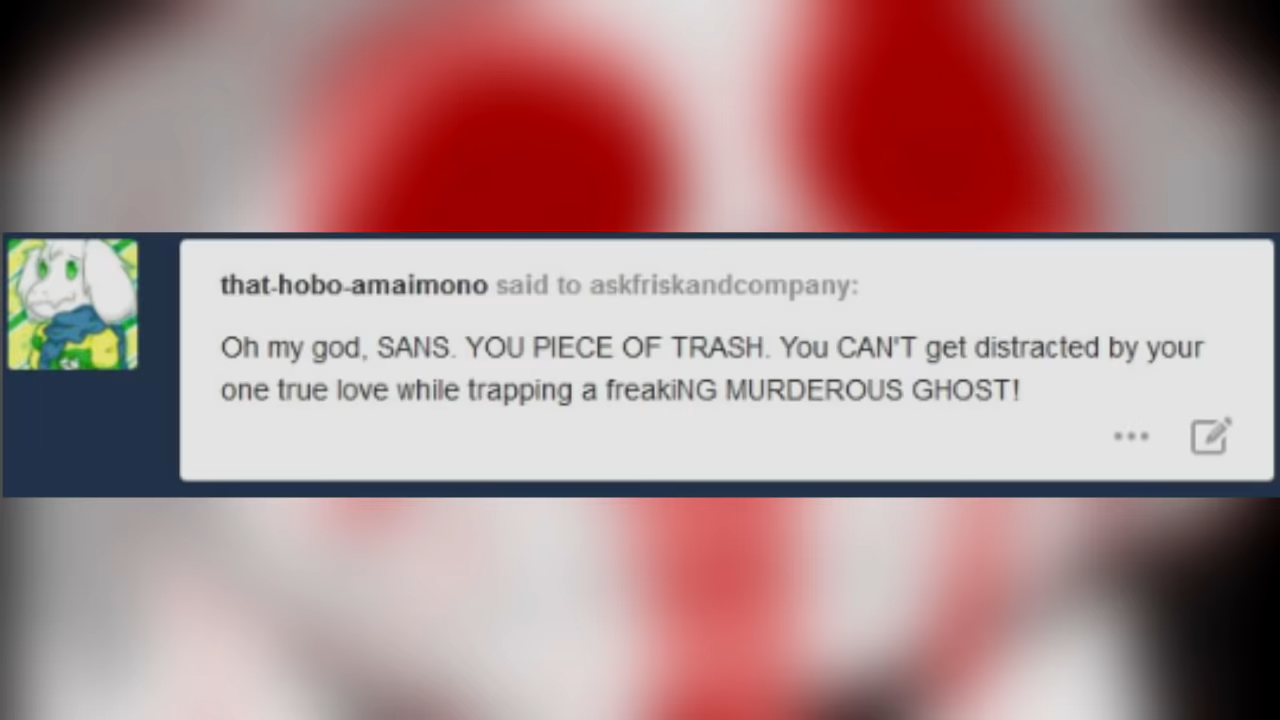 that-hobo-amaimono said to askfriskandcompany:
Oh my god, SANS. YOU PIECE OF TRASH. You CAN'T get distracted by your
one true love while trapping a freakiNG MURDEROUS GHOST!